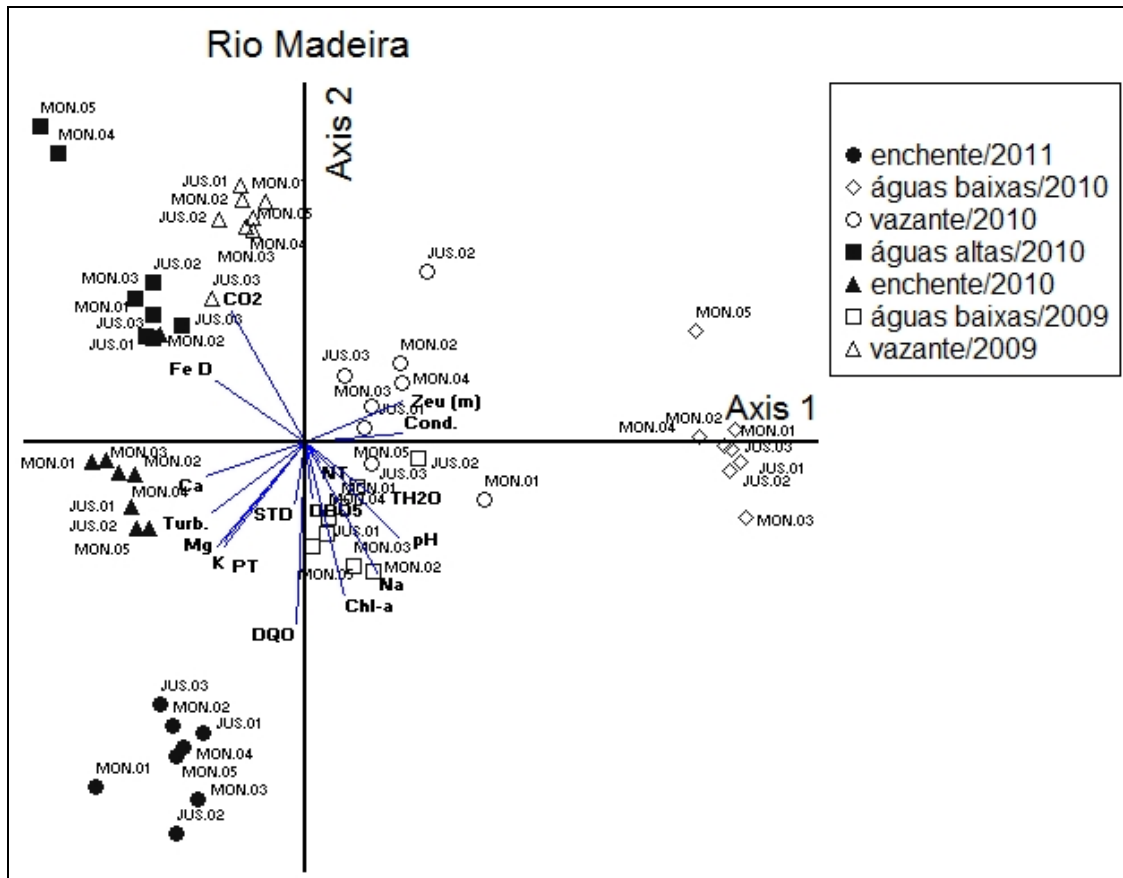 Rio Madeira
Axis 2
MON.05
MON.04
JUS.01
MON.01
MON.02
JUS.02
MON.05
MON.04
MON.03
JUS.02
MON.03
MON.01
JUS.03
JUS.03
JUS.01
MON.02
JUS.03
CO2
Fe D
JUS.02
JUS.03
MON.02
MON.04
MON.03
JUS.01
Zeu (m)
Cond.
MON.05
Axis 1
MON.02
MON.04
MON.01
JUS.03
JUS.01
JUS.02
MON.03
MON.03
MON.01
MON.02
MON.04
Ca
JUS.01
Turb.
JUS.02
MON.05
Mg
K
PT
STD
MON.05
NT
JUS.03
JUS.02
MON.01
MON.01
MON.04
TH2O
DBO5
JUS.01
pH
MON.03
MON.02
MON.05
Na
Chl-a
DQO
JUS.03
MON.02
JUS.01
MON.04
MON.01
MON.05
MON.03
JUS.02
enchente/2011
águas baixas/2010
vazante/2010
águas altas/2010
enchente/2010
águas baixas/2009
vazante/2009